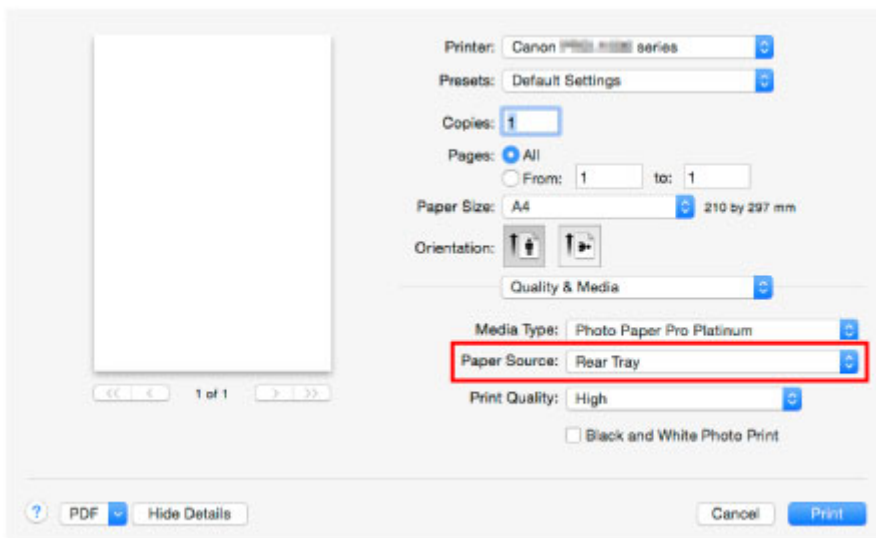 Printer: Canon series
Presets: Default Settings
Copies: 1
Pages: All
From: 1 to: 1
Paper Size: A4 210 by 297 mm
Orientation:
Quality & Media
Media Type: Photo Paper Pro Platinum
Paper Source: Rear Tray
1 of 1
Print Quality: High
Black and White Photo Print
? PDF Hide Details Cancel Print